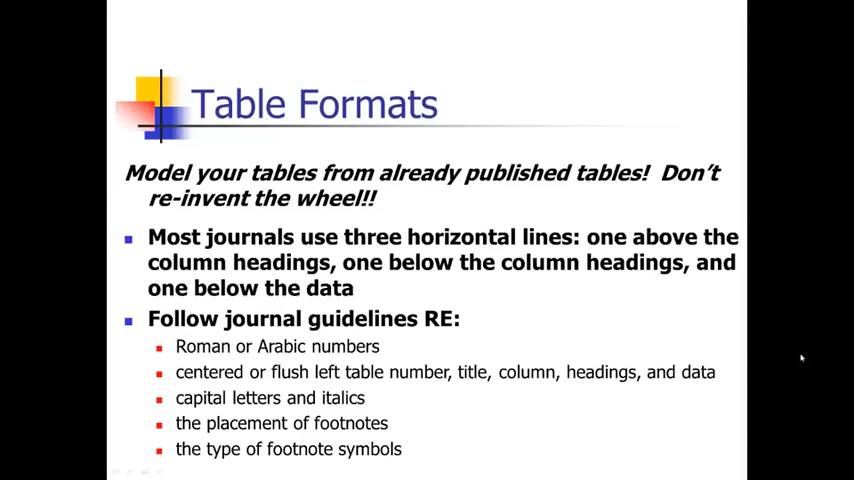 Table Formats
Model your tables from already published tables! Don't
re-invent the wheel!!
Most journals use three horizontal lines: one above the
column headings, one below the column headings, and
one below the data
Follow journal guidelines RE:
Roman or Arabic numbers
centered or flush left table number, title, column, headings, and data
capital letters and italics
the placement of footnotes
the type of footnote symbols